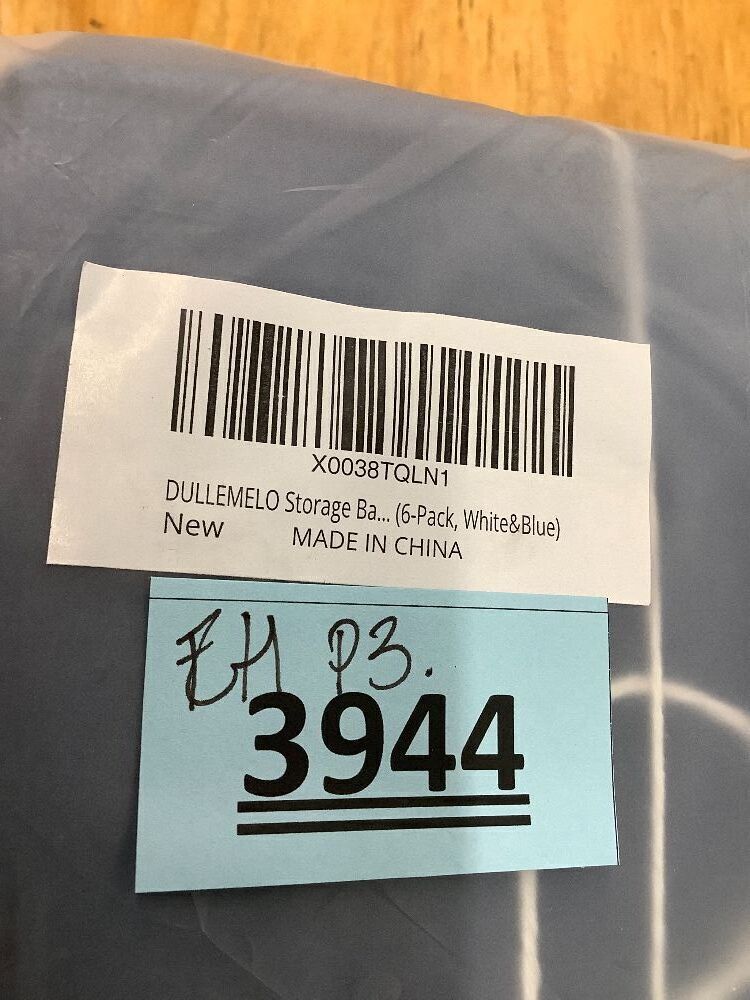 X0038TQLN1
DULLEMELO Storage Ba... (6-Pack, White&Blue)
New MADE IN CHINA
EH P3.
3944